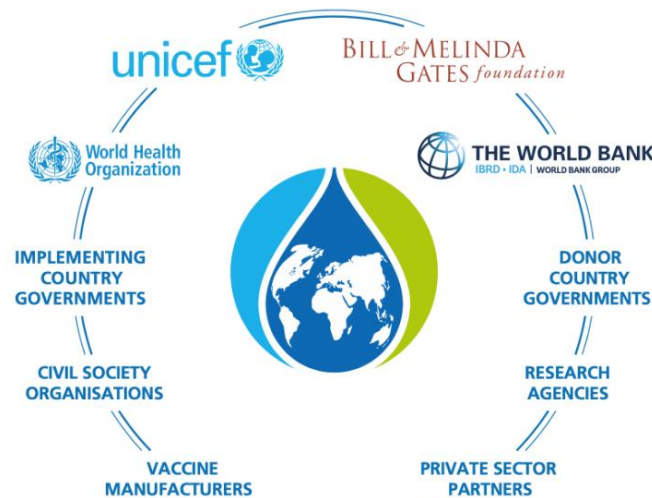 unicef
BILL & MELINDA
GATES foundation
World Health
Organization
THE WORLD BANK
IBRD • IDA | WORLD BANK GROUP
IMPLEMENTING
COUNTRY
GOVERNMENTS
DONOR
COUNTRY
GOVERNMENTS
CIVIL SOCIETY
ORGANISATIONS
RESEARCH
AGENCIES
VACCINE
MANUFACTURERS
PRIVATE SECTOR
PARTNERS